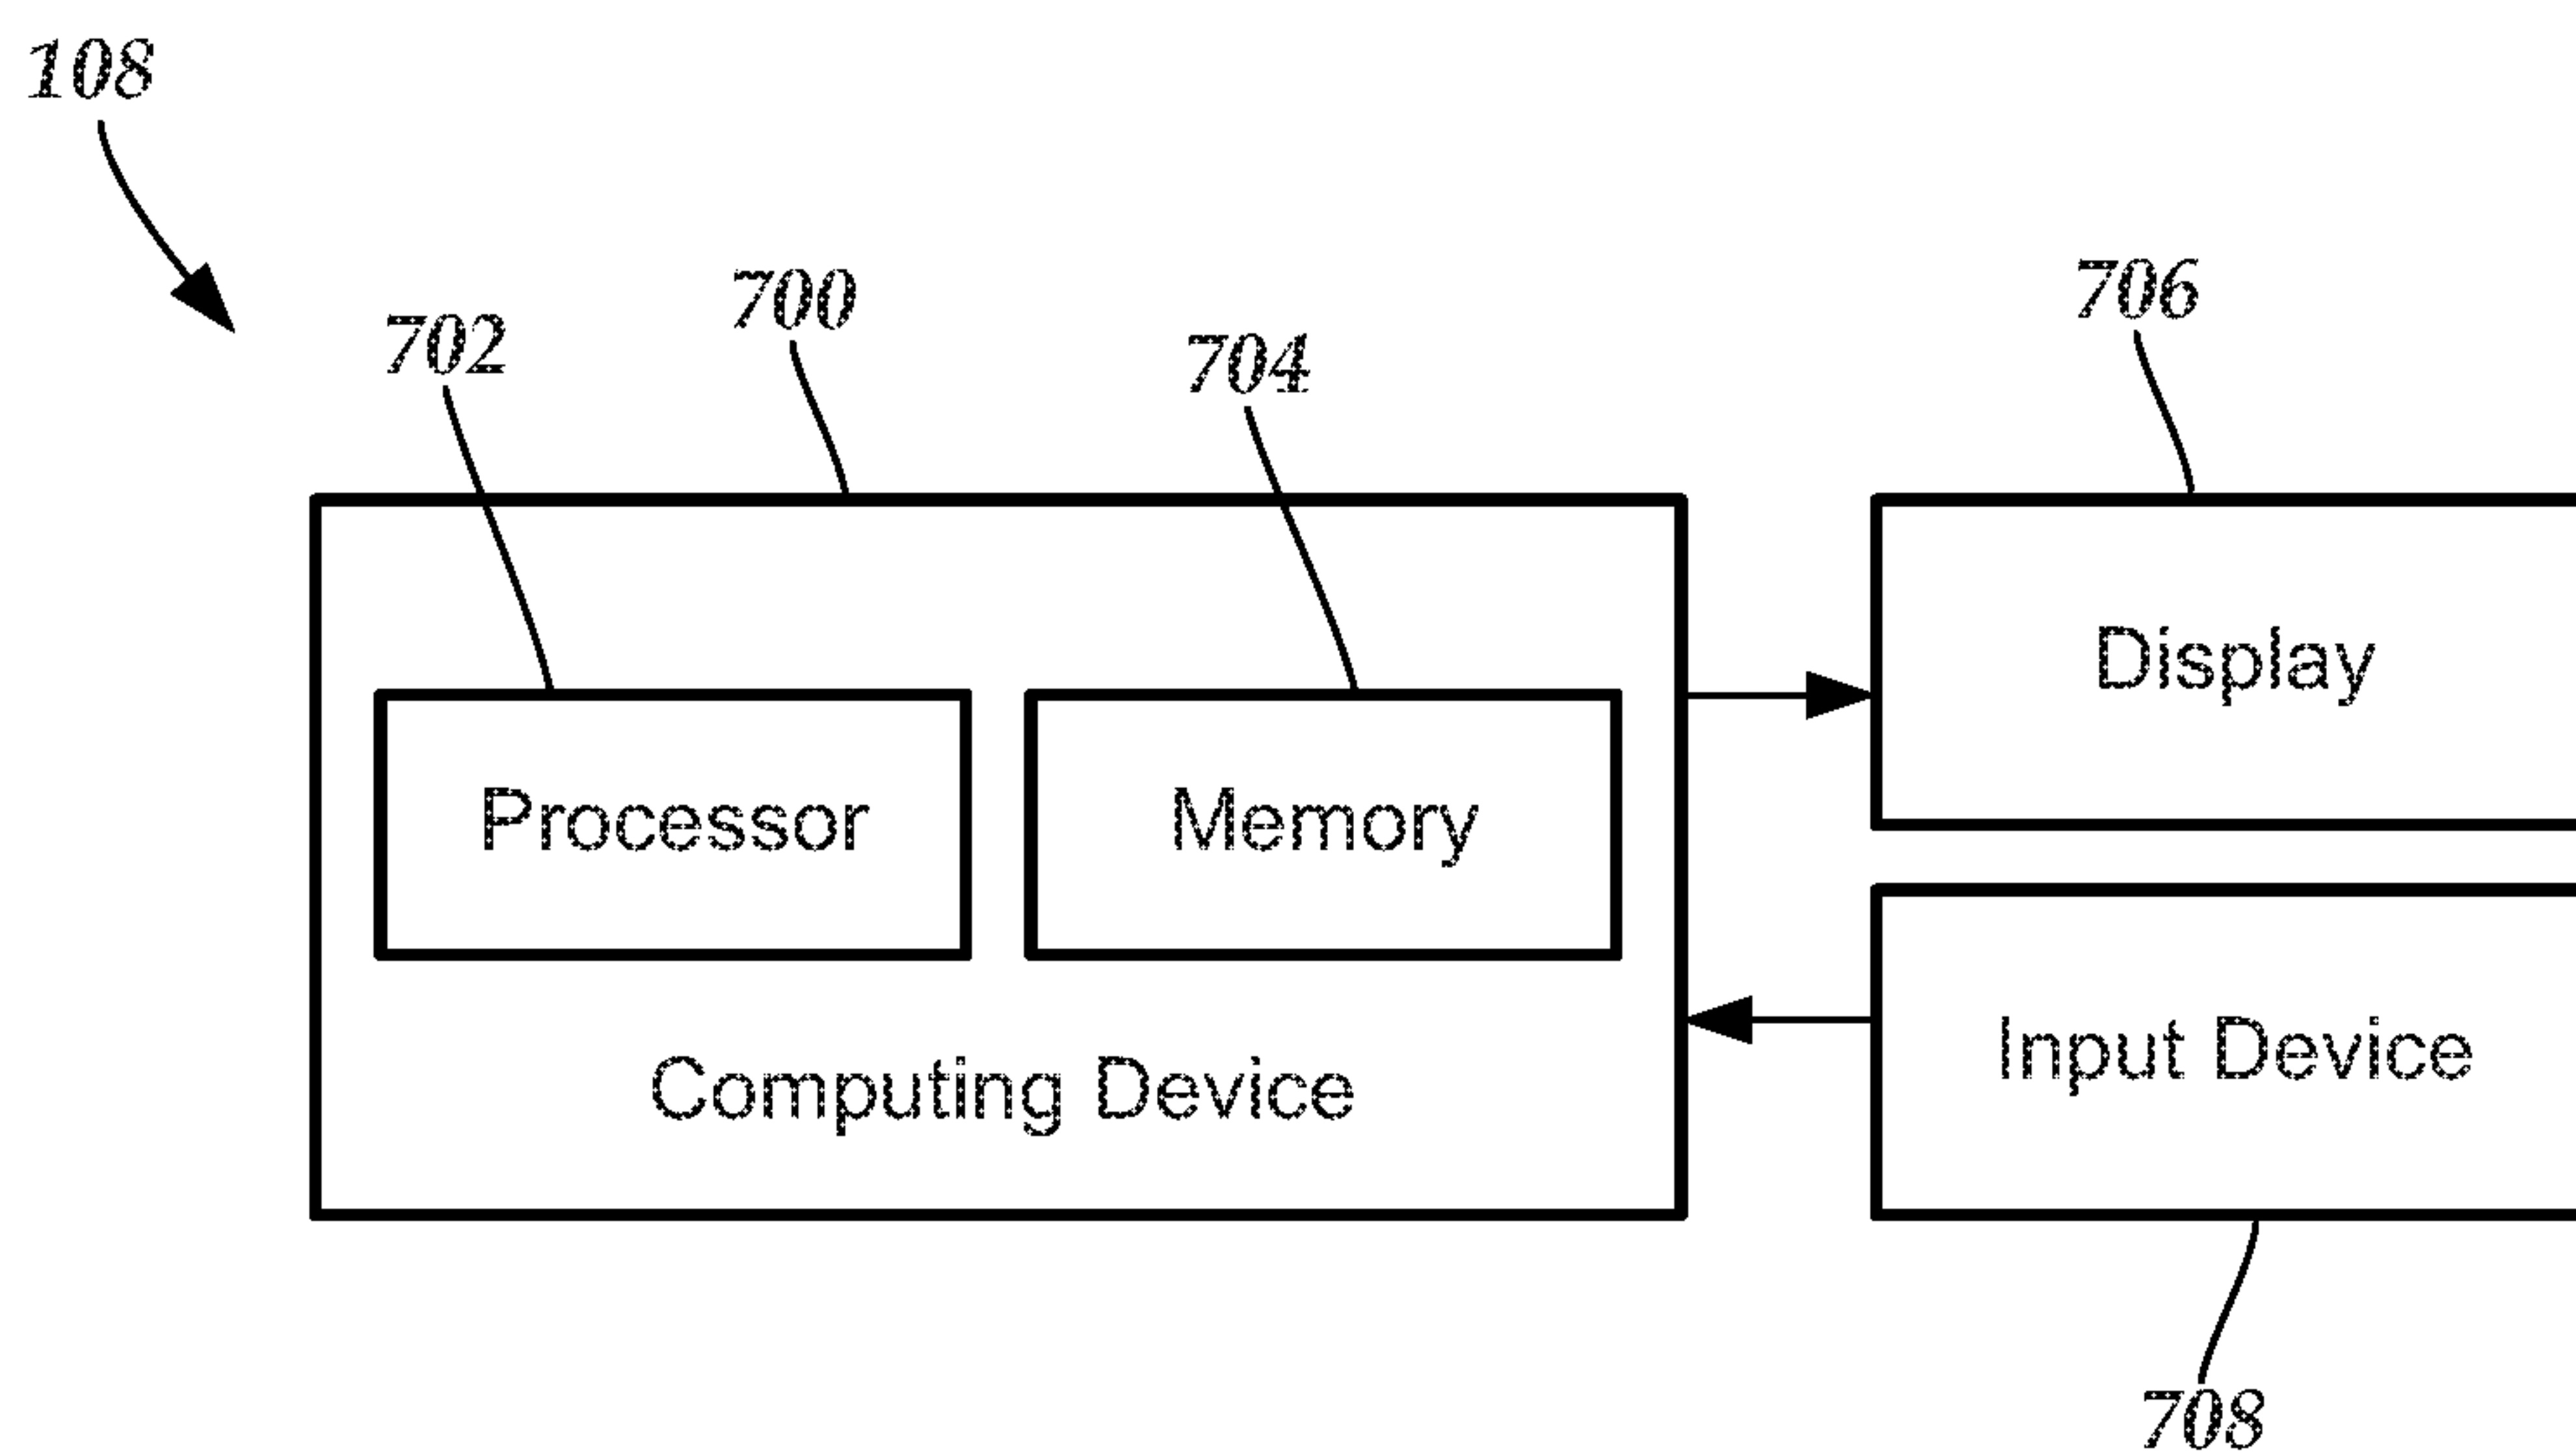 108
700
706
702
704
Display
Processor
Memory
Input Device
Computing Device
708